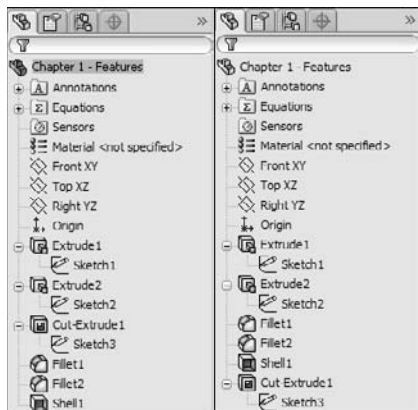 Chapter 1 - Features
Annotations
Equations
Sensors
Material <not specified>
Front XY
Top XZ
Right YZ
Origin
Extrude1
Sketch1
Extrude2
Sketch2
Cut-Extrude1
Sketch3
Fillet1
Fillet2
Shell1
Chapter 1 - Features
Annotations
Equations
Sensors
Material <not specified>
Front XY
Top XZ
Right YZ
Origin
Extrude1
Sketch1
Extrude2
Sketch2
Fillet1
Fillet2
Shell1
Cut-Extrude1
Sketch3